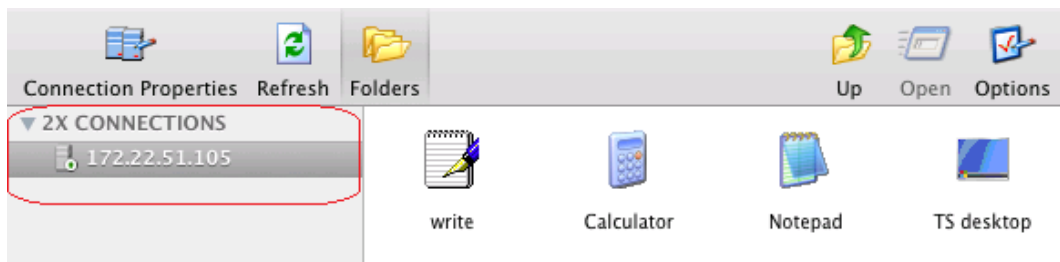 Connection Properties Refresh Folders Up Open Options
2X CONNECTIONS
172.22.51.105
write Calculator Notepad TS desktop